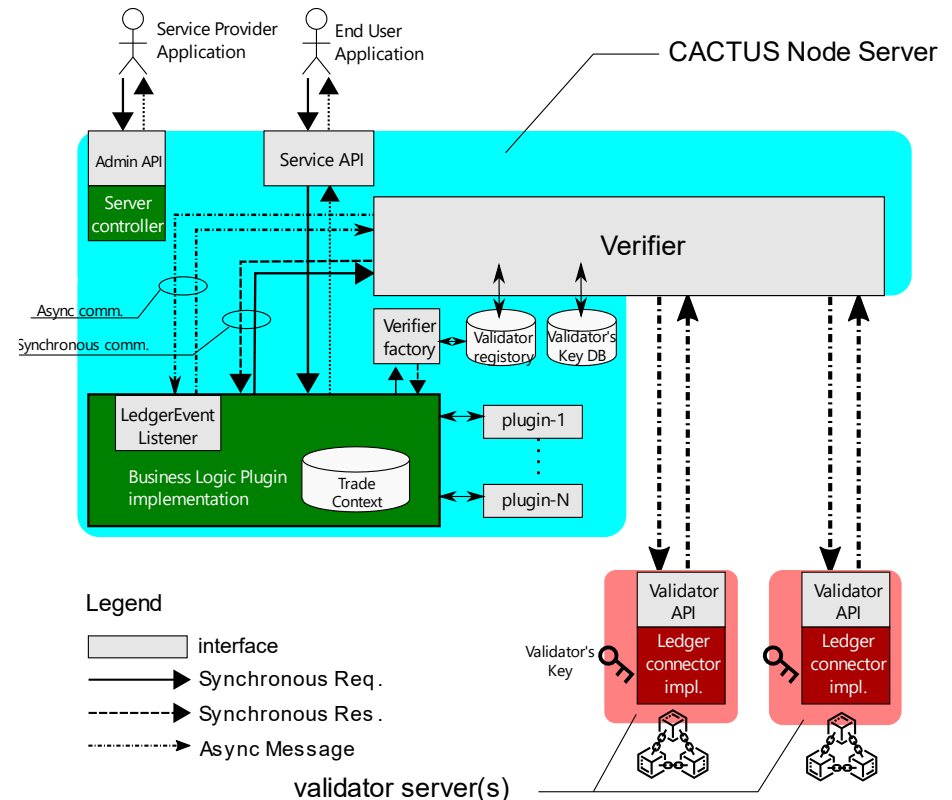 Service Provider
Application
End User
Application
CACTUS Node Server
Admin API
Server
controller
Service API
Verifier
Async comm.
Synchronous comm.
Verifier
factory
Validator
registory
Validator's
Key DB
LedgerEvent
Listener
Business Logic Plugin
implementation
Trade
Context
plugin-1
plugin-N
Legend
interface
Synchronous Req.
Synchronous Res.
Async Message
Validator
API
Ledger
connector
impl.
Validator's
Key
Validator
API
Ledger
connector
impl.
validator server(s)